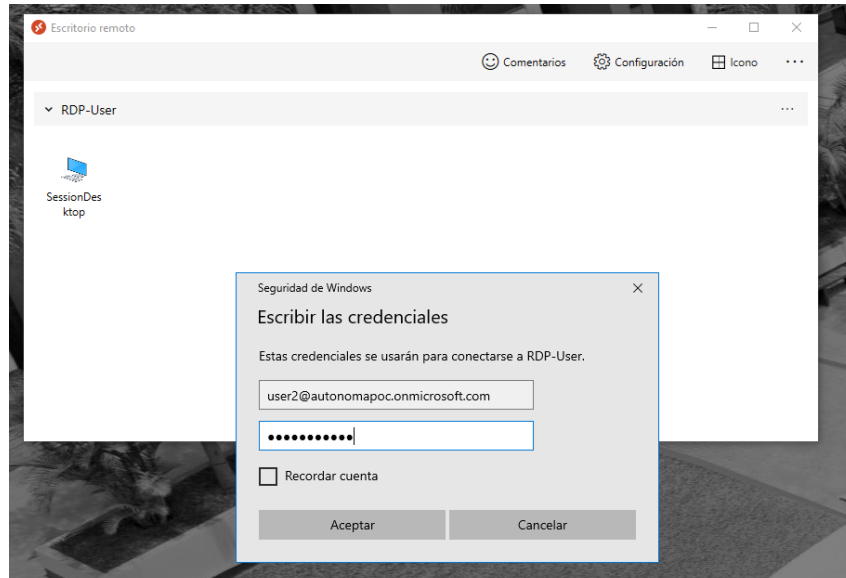 Escritorio remoto
Comentarios
Configuración
Icono
RDP-User
SessionDes
ktop
Seguridad de Windows
Escribir las credenciales
Estas credenciales se usarán para conectarse a RDP-User.
user2@autonomapoc.onmicrosoft.com
●●●●●●●●●●●
Recordar cuenta
Aceptar
Cancelar